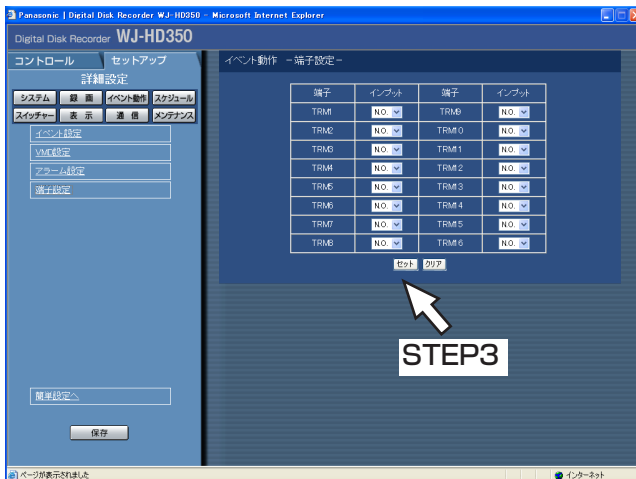 Panasonic | Digital Disk Recorder WJ-HD350 - Microsoft Internet Explorer
Digital Disk Recorder WJ-HD350
コントロール セットアップ
詳細設定
システム 録 画 イベント動作 スケジュール
スイッチャー 表 示 通 信 メンテナンス
イベント設定
VMD設定
アラーム設定
端子設定
簡単設定へ
保存
イベント動作 －端子設定－
端子 インプット 端子 インプット
TRM1 N.O. TRM9 N.O.
TRM2 N.O. TRM10 N.O.
TRM3 N.O. TRM11 N.O.
TRM4 N.O. TRM12 N.O.
TRM5 N.O. TRM13 N.O.
TRM6 N.O. TRM14 N.O.
TRM7 N.O. TRM15 N.O.
TRM8 N.O. TRM16 N.O.
セット クリア
STEP3
ページが表示されました インターネット